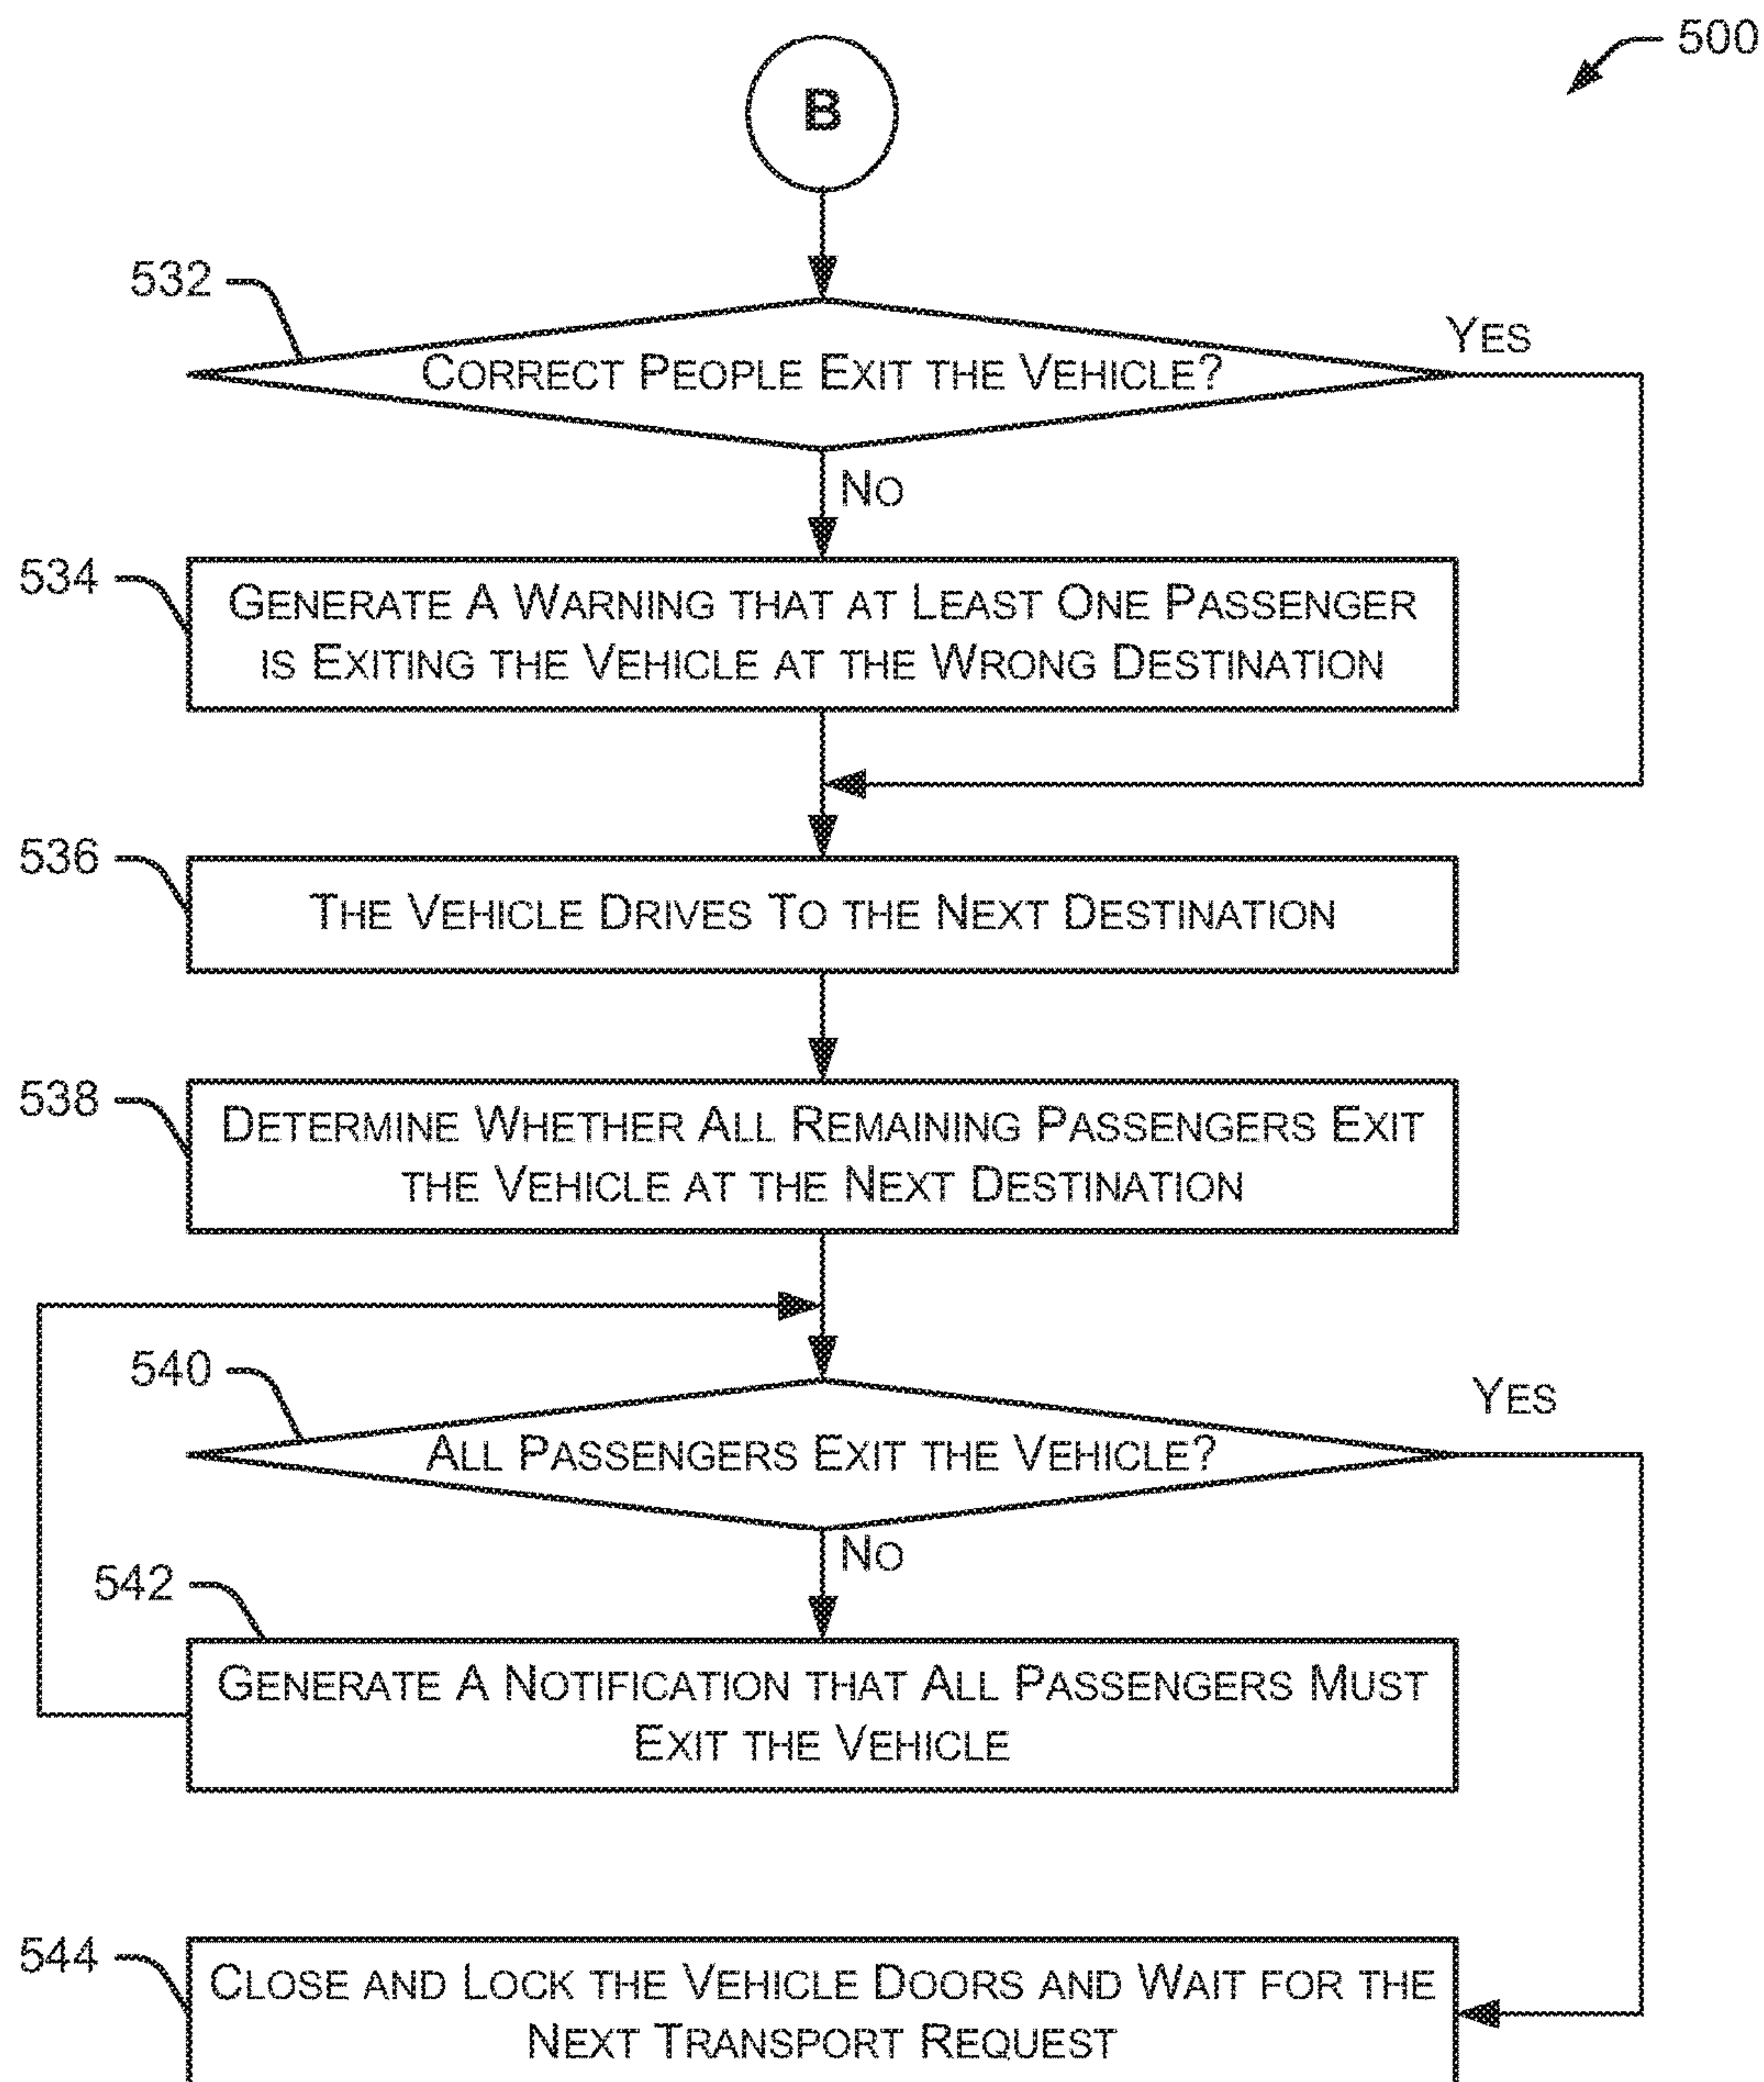 500
B
532
CORRECT PEOPLE EXIT THE VEHICLE?
YES
NO
534
GENERATE A WARNING THAT AT LEAST ONE PASSENGER
IS EXITING THE VEHICLE AT THE WRONG DESTINATION
536
THE VEHICLE DRIVES TO THE NEXT DESTINATION
538
DETERMINE WHETHER ALL REMAINING PASSENGERS EXIT
THE VEHICLE AT THE NEXT DESTINATION
540
ALL PASSENGERS EXIT THE VEHICLE?
YES
NO
542
GENERATE A NOTIFICATION THAT ALL PASSENGERS MUST
EXIT THE VEHICLE
544
CLOSE AND LOCK THE VEHICLE DOORS AND WAIT FOR THE
NEXT TRANSPORT REQUEST